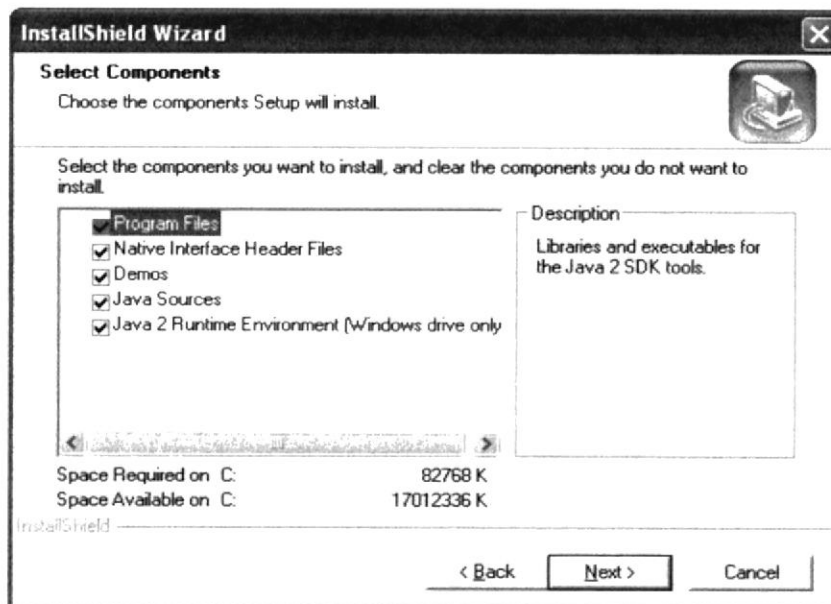 InstallShield Wizard
Select Components
Choose the components Setup will install.
Select the components you want to install, and clear the components you do not want to
install.
Program Files
Native Interface Header Files
Demos
Java Sources
Java 2 Runtime Environment (Windows drive only
Description
Libraries and executables for
the Java 2 SDK tools.
Space Required on C: 82768 K
Space Available on C: 17012336 K
InstallShield
< Back Next > Cancel